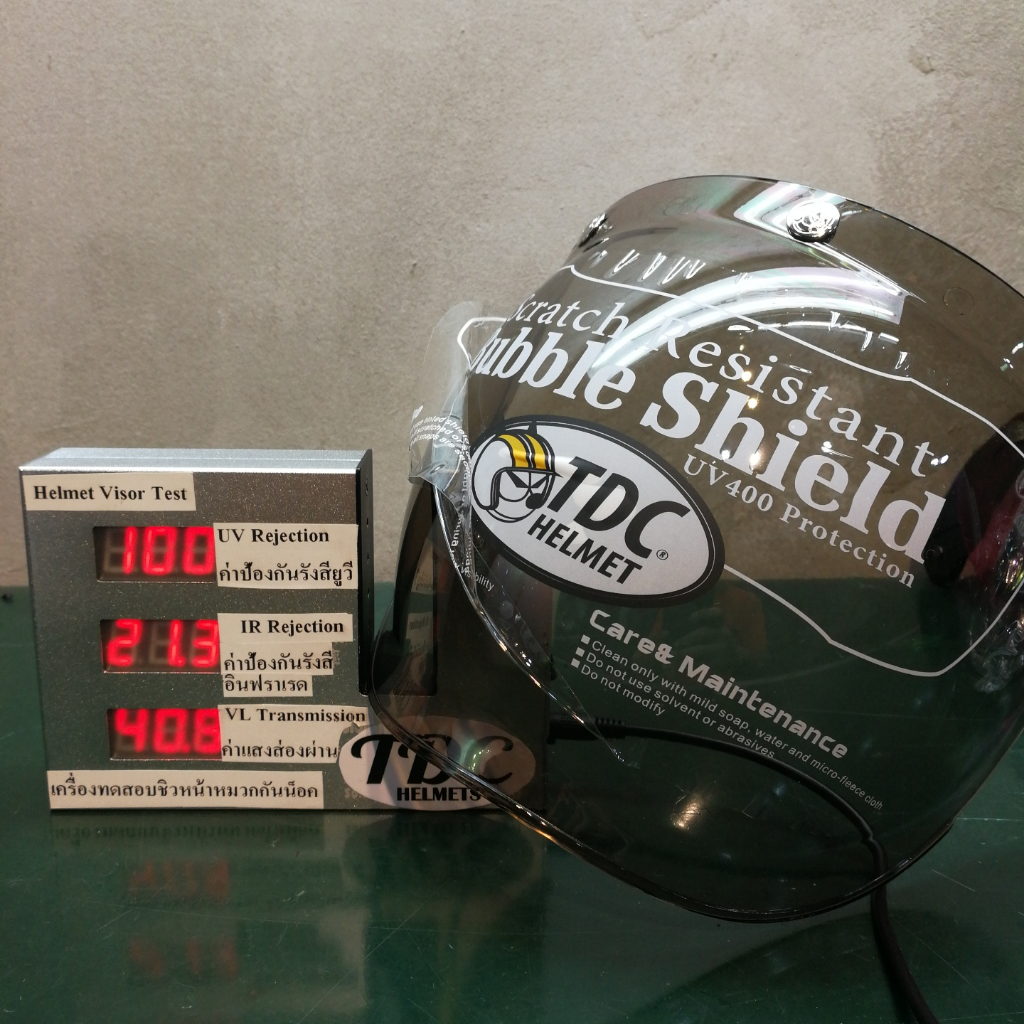 Helmet Visor Test
100
UV Rejection
ค่าป้องกันรังสียูวี
21.3
IR Rejection
ค่าป้องกันรังสี
อินฟราเรด
40.8
VL Transmission
ค่าแสงส่องผ่าน
เครื่องทดสอบชิวหน้าหมวกกันน็อค
TDC
HELMETS
Scratch Resistant
Bubble Shield
UV400 Protection
TDC
HELMET®
Care& Maintenance
Clean only with mild soap, water and micro-fleece cloth
Do not use solvent or abrasives
Do not modify